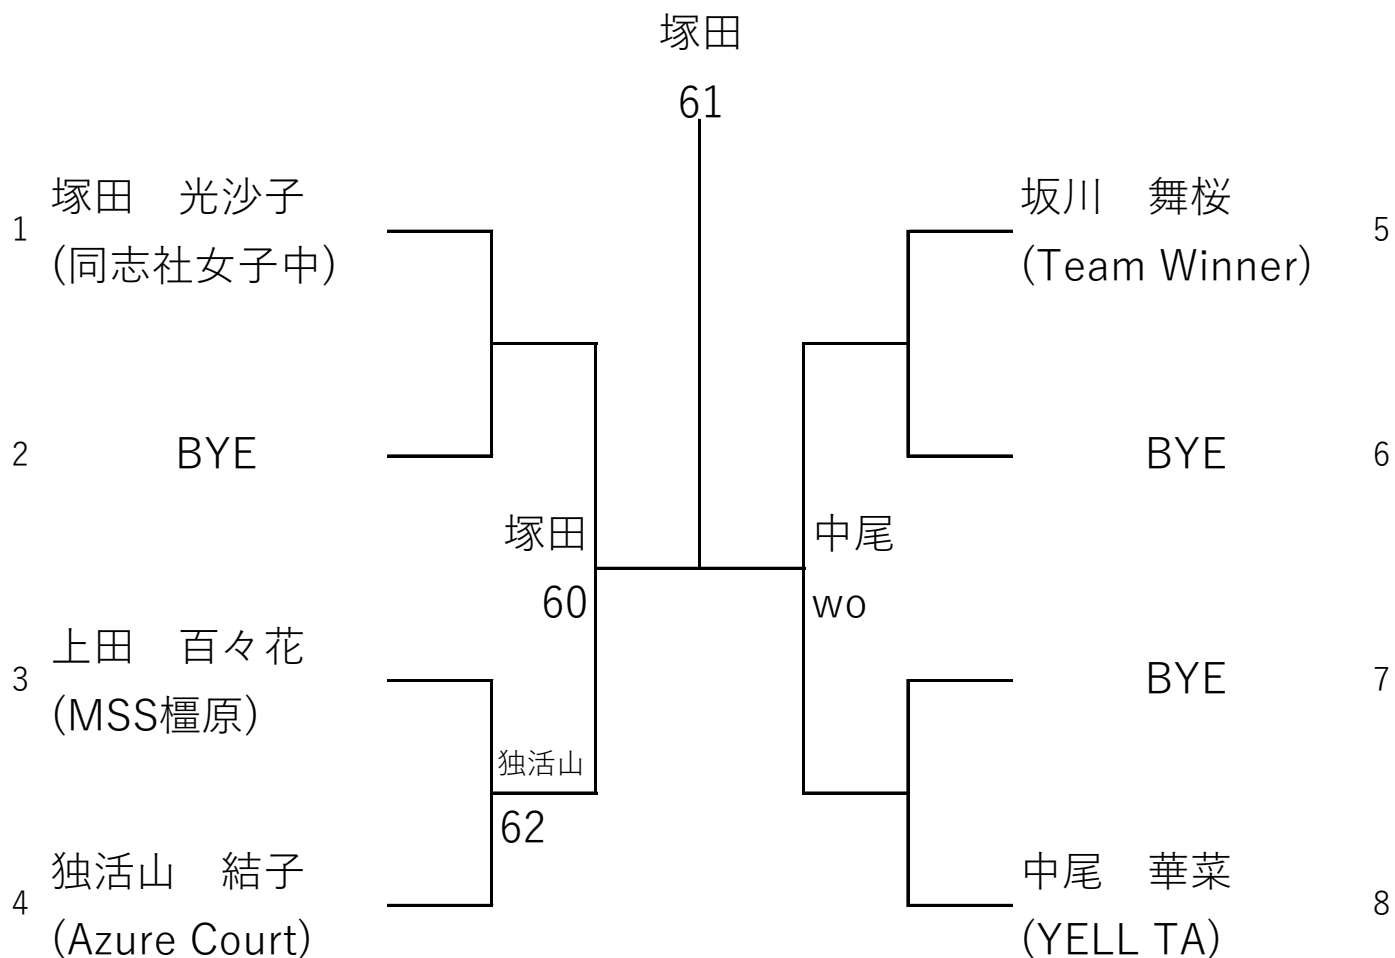 塚田
61
1 塚田　光沙子
(同志社女子中)
2 BYE
塚田
60
3 上田　百々花
(MSS橿原)
独活山
62
4 独活山　結子
(Azure Court)
坂川　舞桜 5
(Team Winner)
BYE 6
中尾
wo
BYE 7
中尾　華菜 8
(YELL TA)